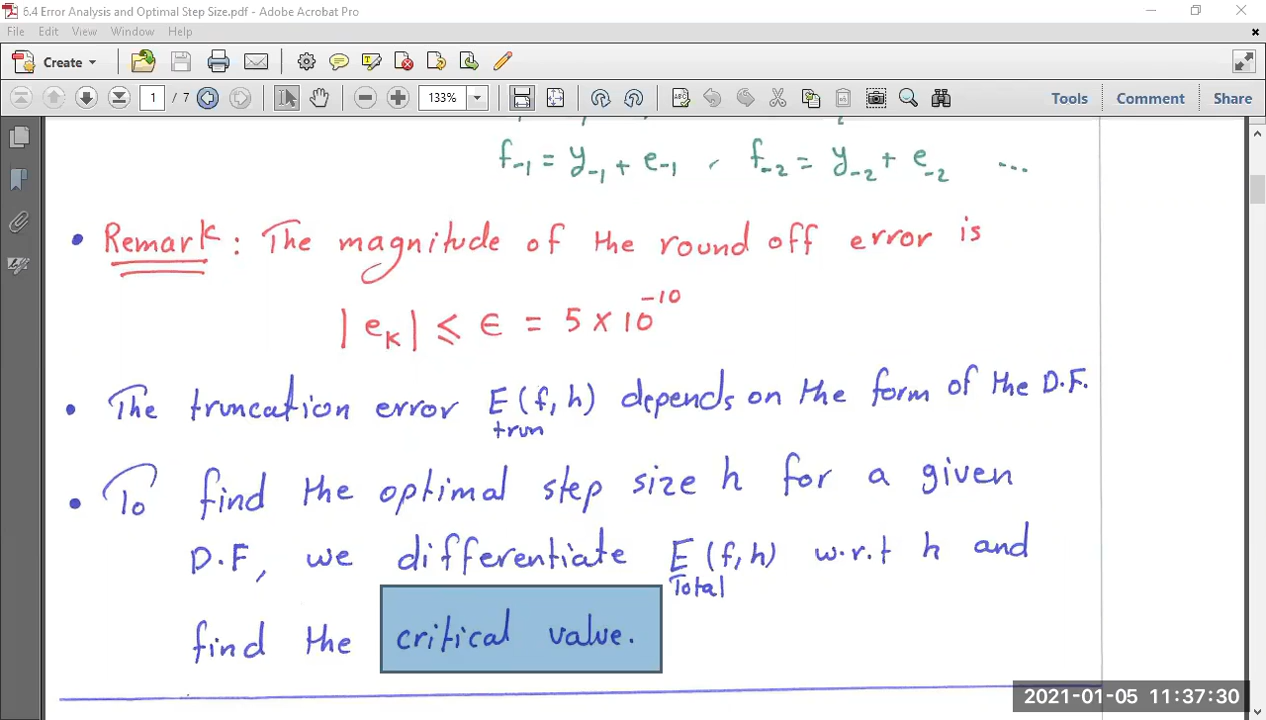 6.4 Error Analysis and Optimal Step Size.pdf - Adobe Acrobat Pro
File Edit View Window Help
Create
1 / 7 133% Tools Comment Share
f-1 = y-1 + e-1 , f-2 = y-2 + e-2 ...
• Remark : The magnitude of the round off error is
|eK| ≤ ϵ = 5 × 10^-10
• The truncation error E trun (f, h) depends on the form of the D.F.
• To find the optimal step size h for a given
D.F, we differentiate E Total (f, h) w.r.t h and
find the critical value.
2021-01-05 11:37:30